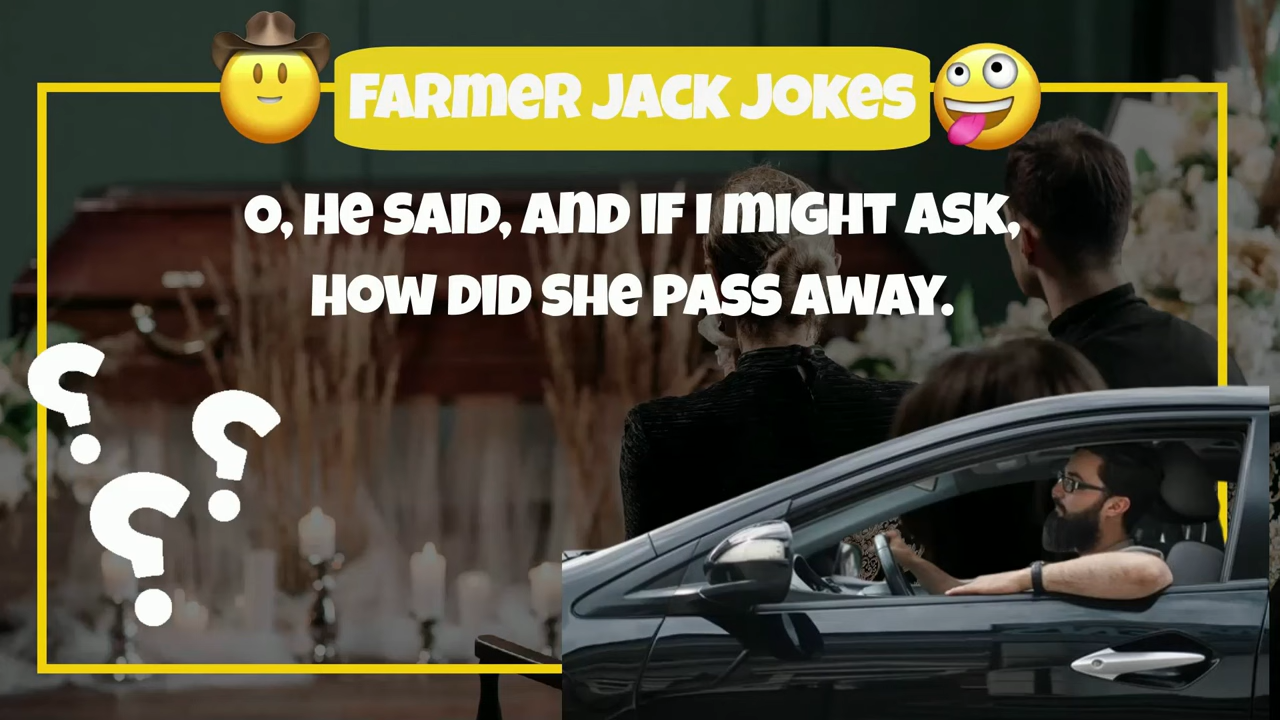 FARMER JACK JOKES
O, HE SAID, AND IF I MIGHT ASK,
HOW DID SHE PASS AWAY.
? ? ?